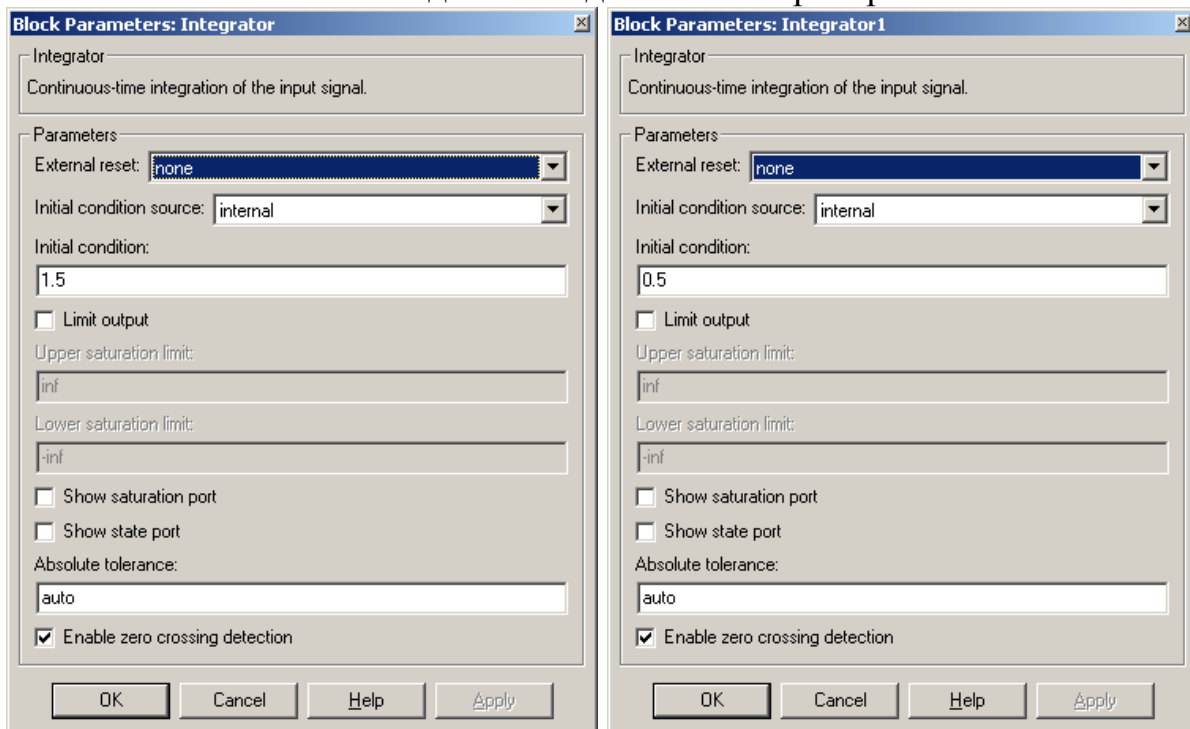 Block Parameters: Integrator
Integrator
Continuous-time integration of the input signal.
Parameters
External reset: none
Initial condition source: internal
Initial condition:
1.5
Limit output
Upper saturation limit:
inf
Lower saturation limit:
-inf
Show saturation port
Show state port
Absolute tolerance:
auto
Enable zero crossing detection
OK Cancel Help Apply
Block Parameters: Integrator1
Integrator
Continuous-time integration of the input signal.
Parameters
External reset: none
Initial condition source: internal
Initial condition:
0.5
Limit output
Upper saturation limit:
inf
Lower saturation limit:
-inf
Show saturation port
Show state port
Absolute tolerance:
auto
Enable zero crossing detection
OK Cancel Help Apply